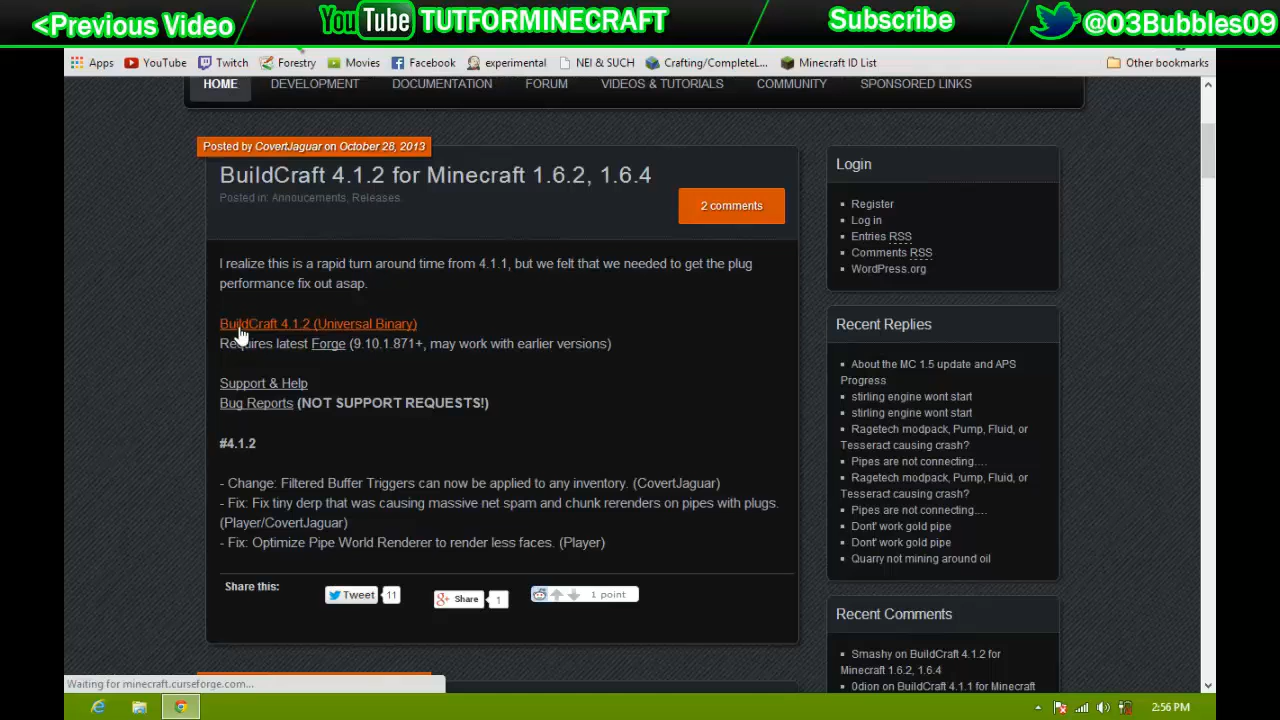 <Previous Video
YouTube TUTFORMINECRAFT
Subscribe
@03Bubbles09
Apps YouTube Twitch Forestry Movies Facebook experimental NEI & SUCH Crafting/CompleteL... Minecraft ID List Other bookmarks
HOME DEVELOPMENT DOCUMENTATION FORUM VIDEOS & TUTORIALS COMMUNITY SPONSORED LINKS
Posted by CovertJaguar on October 28, 2013
BuildCraft 4.1.2 for Minecraft 1.6.2, 1.6.4
Posted in: Annoucements, Releases.
2 comments
I realize this is a rapid turn around time from 4.1.1, but we felt that we needed to get the plug
performance fix out asap.
BuildCraft 4.1.2 (Universal Binary)
Requires latest Forge (9.10.1.871+, may work with earlier versions)
Support & Help
Bug Reports (NOT SUPPORT REQUESTS!)
#4.1.2
- Change: Filtered Buffer Triggers can now be applied to any inventory. (CovertJaguar)
- Fix: Fix tiny derp that was causing massive net spam and chunk rerenders on pipes with plugs.
(Player/CovertJaguar)
- Fix: Optimize Pipe World Renderer to render less faces. (Player)
Share this:
Tweet 11
Share 1
1 point
Login
Register
Log in
Entries RSS
Comments RSS
WordPress.org
Recent Replies
About the MC 1.5 update and APS
Progress
stirling engine wont start
stirling engine wont start
Ragetech modpack, Pump, Fluid, or
Tesseract causing crash?
Pipes are not connecting....
Ragetech modpack, Pump, Fluid, or
Tesseract causing crash?
Pipes are not connecting....
Dont' work gold pipe
Dont' work gold pipe
Quarry not mining around oil
Recent Comments
Smashy on BuildCraft 4.1.2 for
Minecraft 1.6.2, 1.6.4
0dion on BuildCraft 4.1.1 for Minecraft
Waiting for minecraft.curseforge.com...
2:56 PM